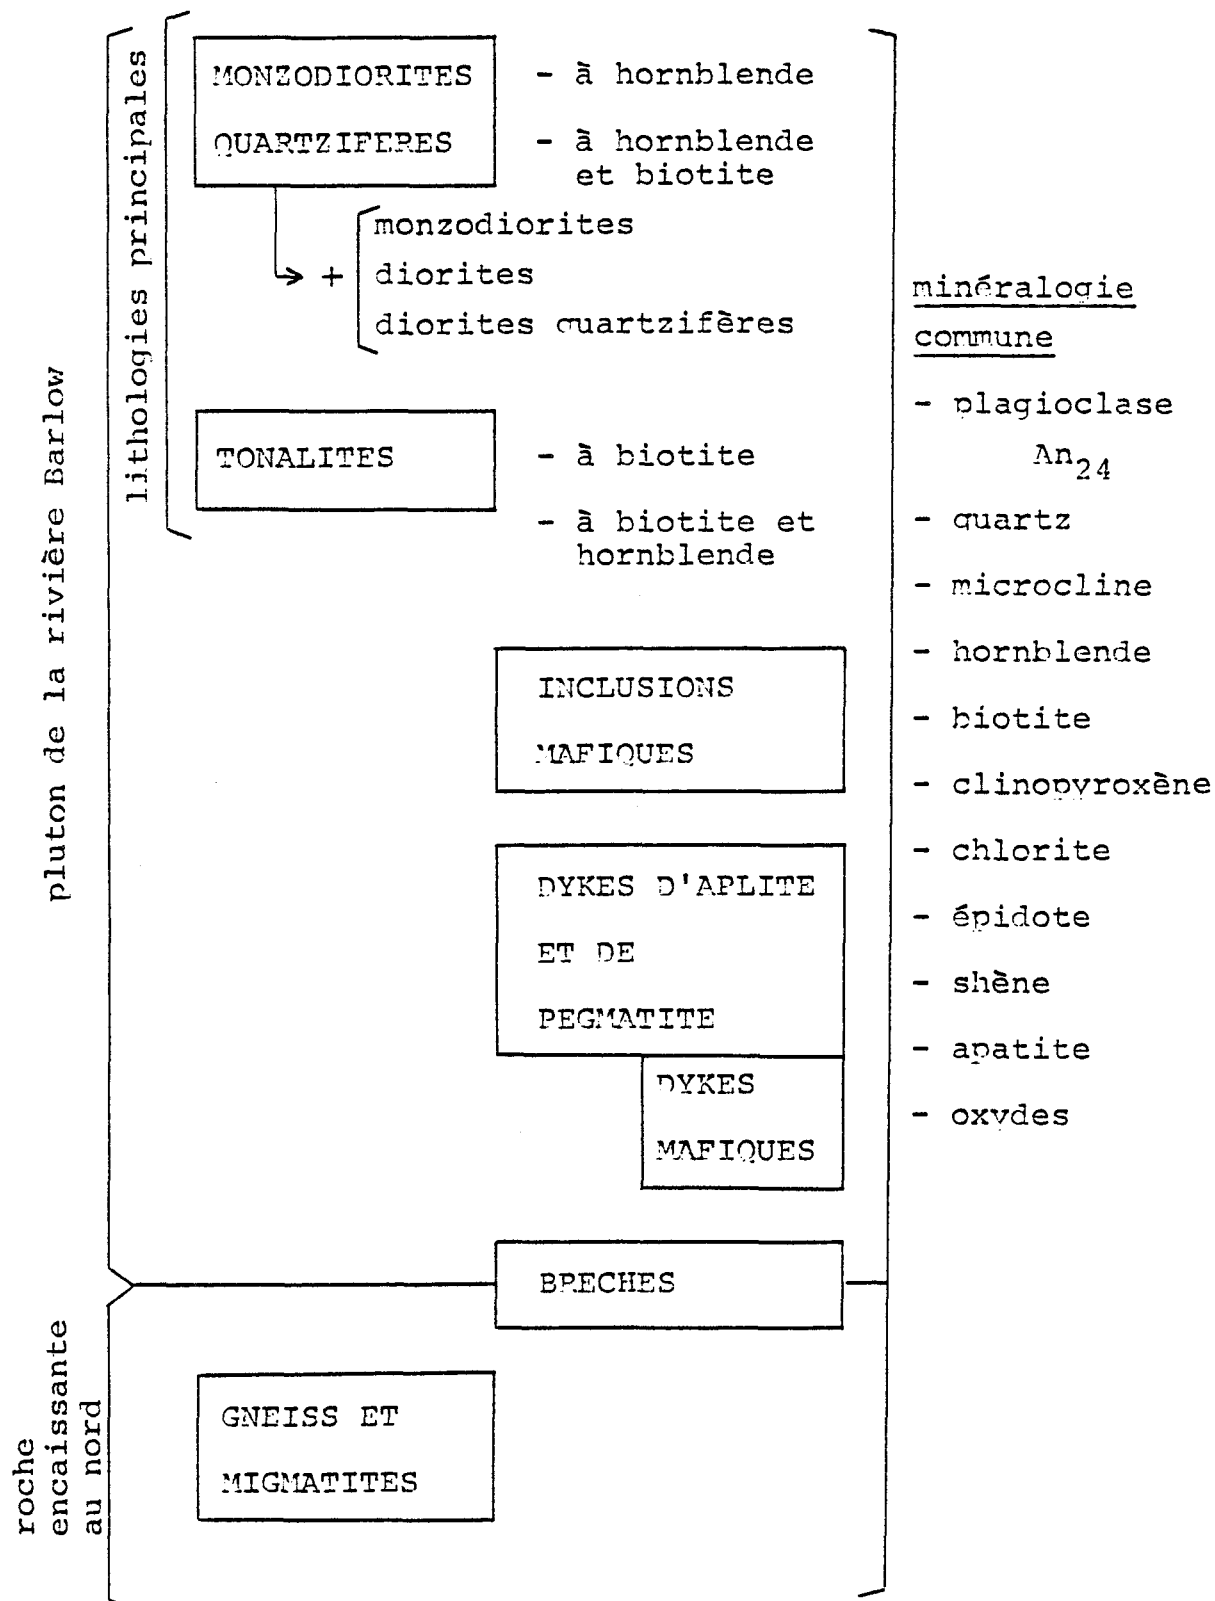 pluton de la rivière Barlow
lithologies principales
MONZODIORITES
QUARTZIFERES
- à hornblende
- à hornblende
et biotite
+
monzodiorites
diorites
diorites quartzifères
TONALITES
- à biotite
- à biotite et
hornblende
INCLUSIONS
MAFIQUES
DYKES D'APLITE
ET DE
PEGMATITE
DYKES
MAFIQUES
BRECHES
roche
encaissante
au nord
GNEISS ET
MIGMATITES
minéralogie
commune
- plagioclase
An24
- quartz
- microcline
- hornblende
- biotite
- clinopyroxène
- chlorite
- épidote
- shène
- apatite
- oxydes